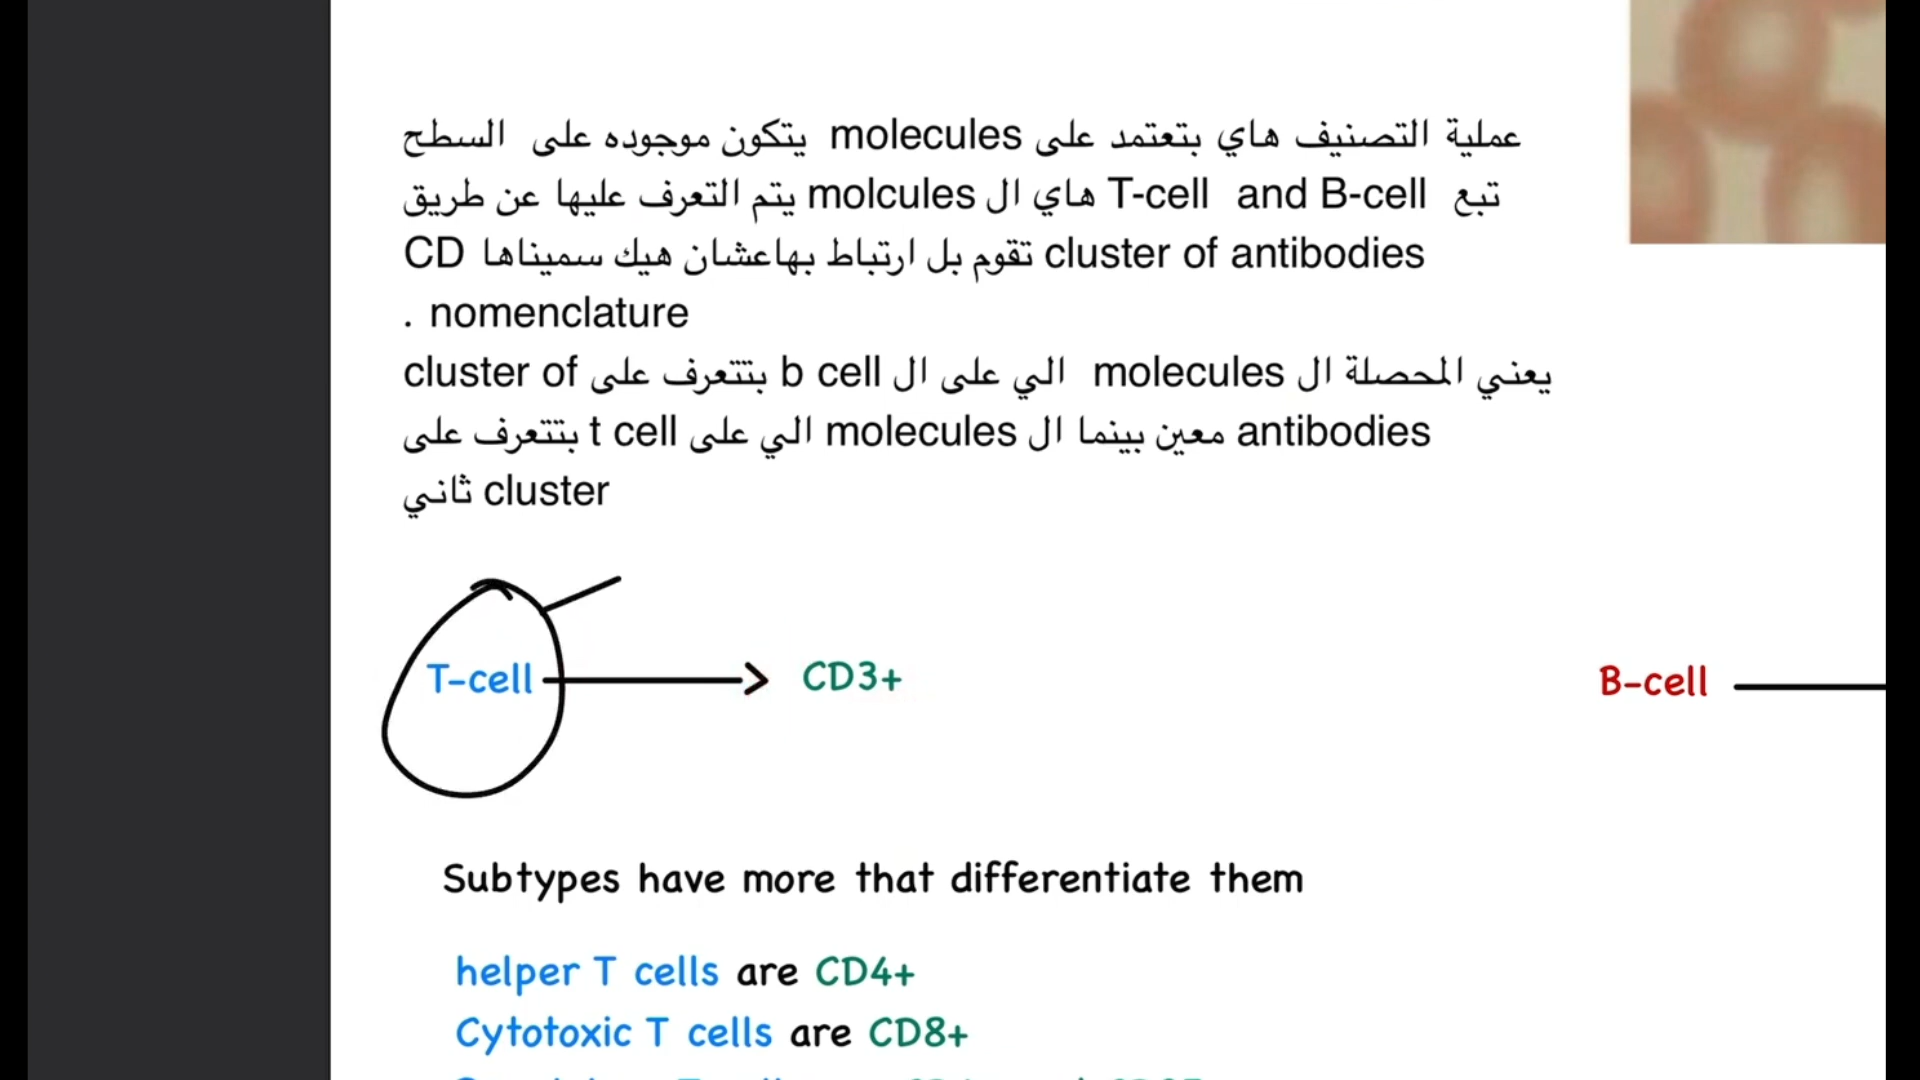 عملية التصنيف هاي بتعتمد على molecules يتكون موجوده على السطح
تبع T-cell and B-cell هاي ال molcules يتم التعرف عليها عن طريق
cluster of antibodies تقوم بل ارتباط بهاعشان هيك سميناها CD
nomenclature .
يعني المحصلة ال molecules الي على ال b cell بتتعرف على cluster of
antibodies معين بينما ال molecules الي على t cell بتتعرف على
cluster ثاني
T-cell CD3+ B-cell
Subtypes have more that differentiate them
helper T cells are CD4+
Cytotoxic T cells are CD8+